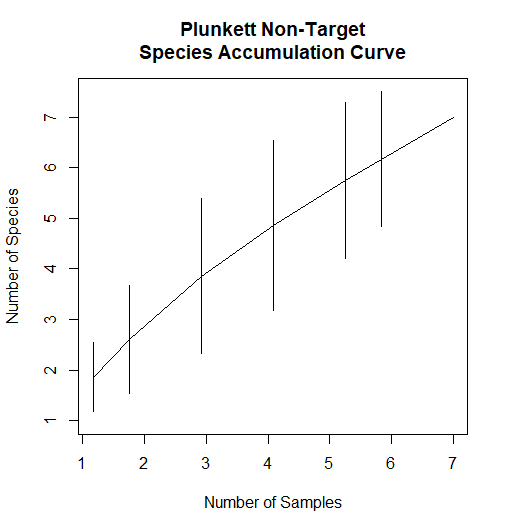 Plunkett Non-Target
Species Accumulation Curve
Number of Species
7
6
5
4
3
2
1
1 2 3 4 5 6 7
Number of Samples